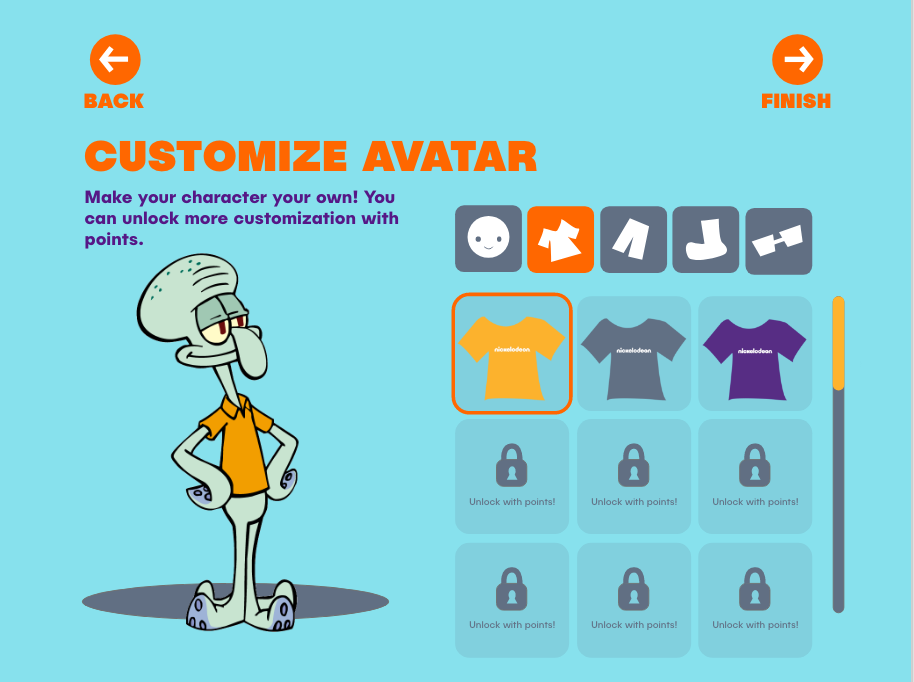 BACK
FINISH
CUSTOMIZE AVATAR
Make your character your own! You
can unlock more customization with
points.
nickelodeon
nickelodeon
nickelodeon
Unlock with points!
Unlock with points!
Unlock with points!
Unlock with points!
Unlock with points!
Unlock with points!